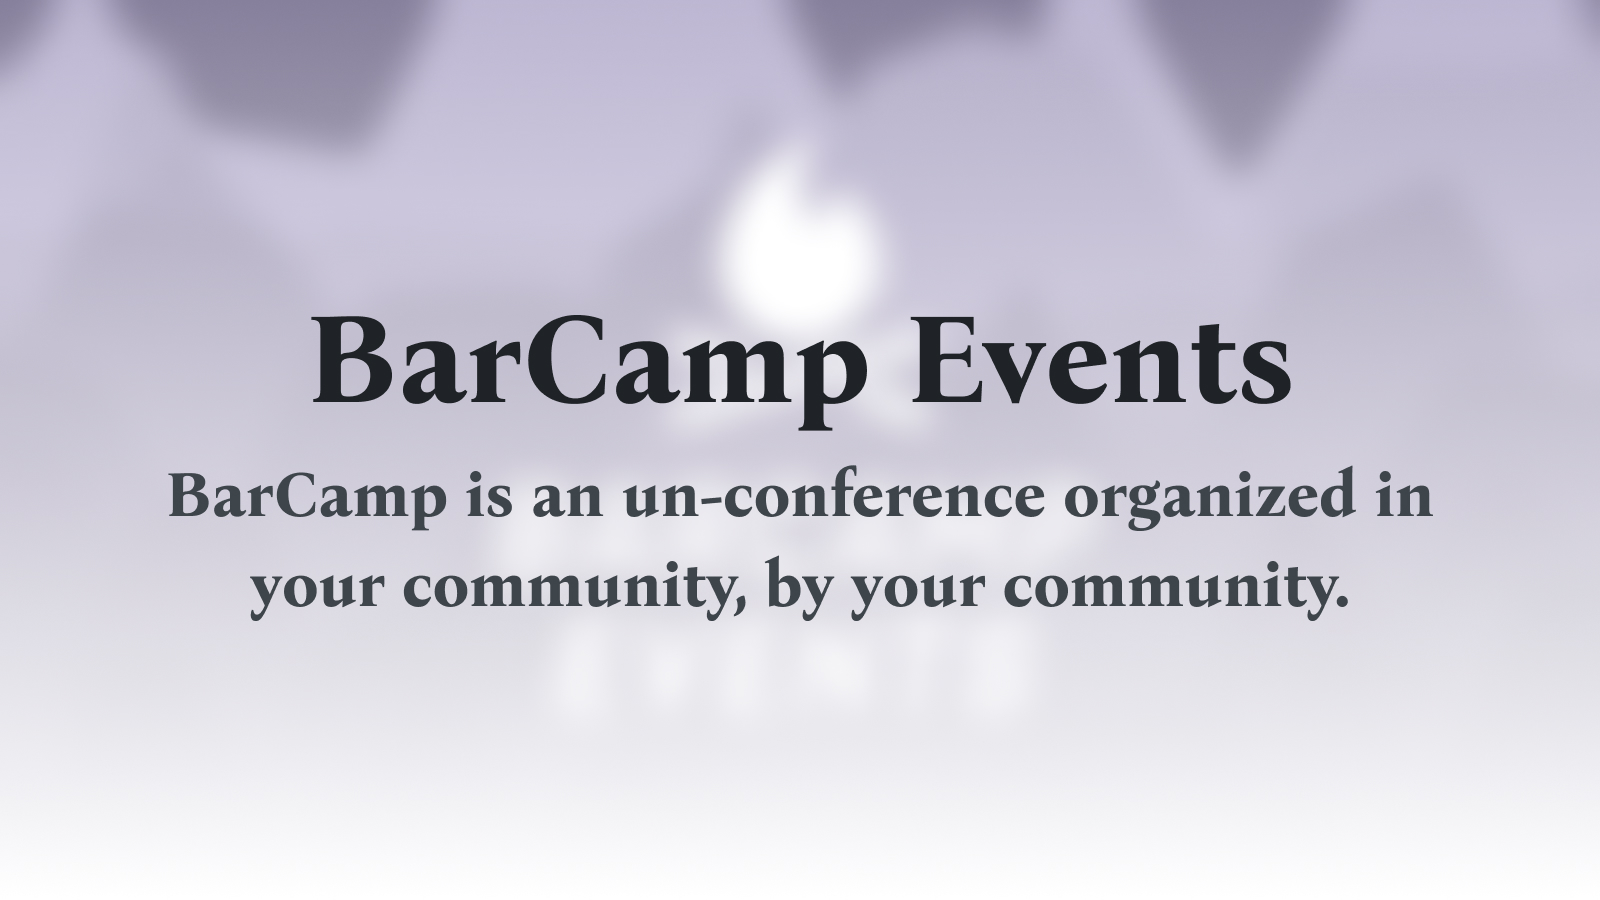 BarCamp Events
BarCamp is an un-conference organized in
your community, by your community.